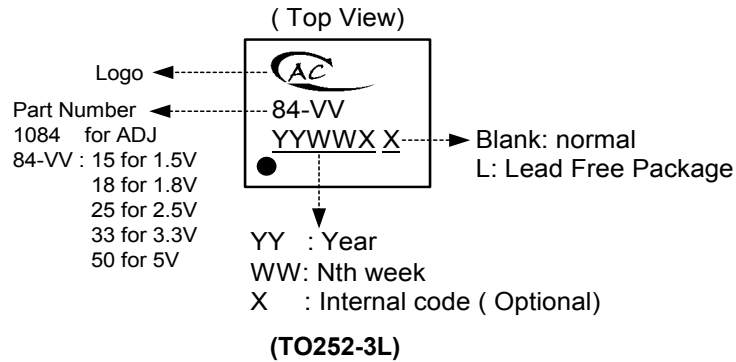 ( Top View)
Logo
AC
Part Number
84-VV
1084 for ADJ
YYWWX X
Blank: normal
84-VV : 15 for 1.5V
L: Lead Free Package
18 for 1.8V
25 for 2.5V
33 for 3.3V
50 for 5V
YY : Year
WW: Nth week
X : Internal code ( Optional)
(TO252-3L)